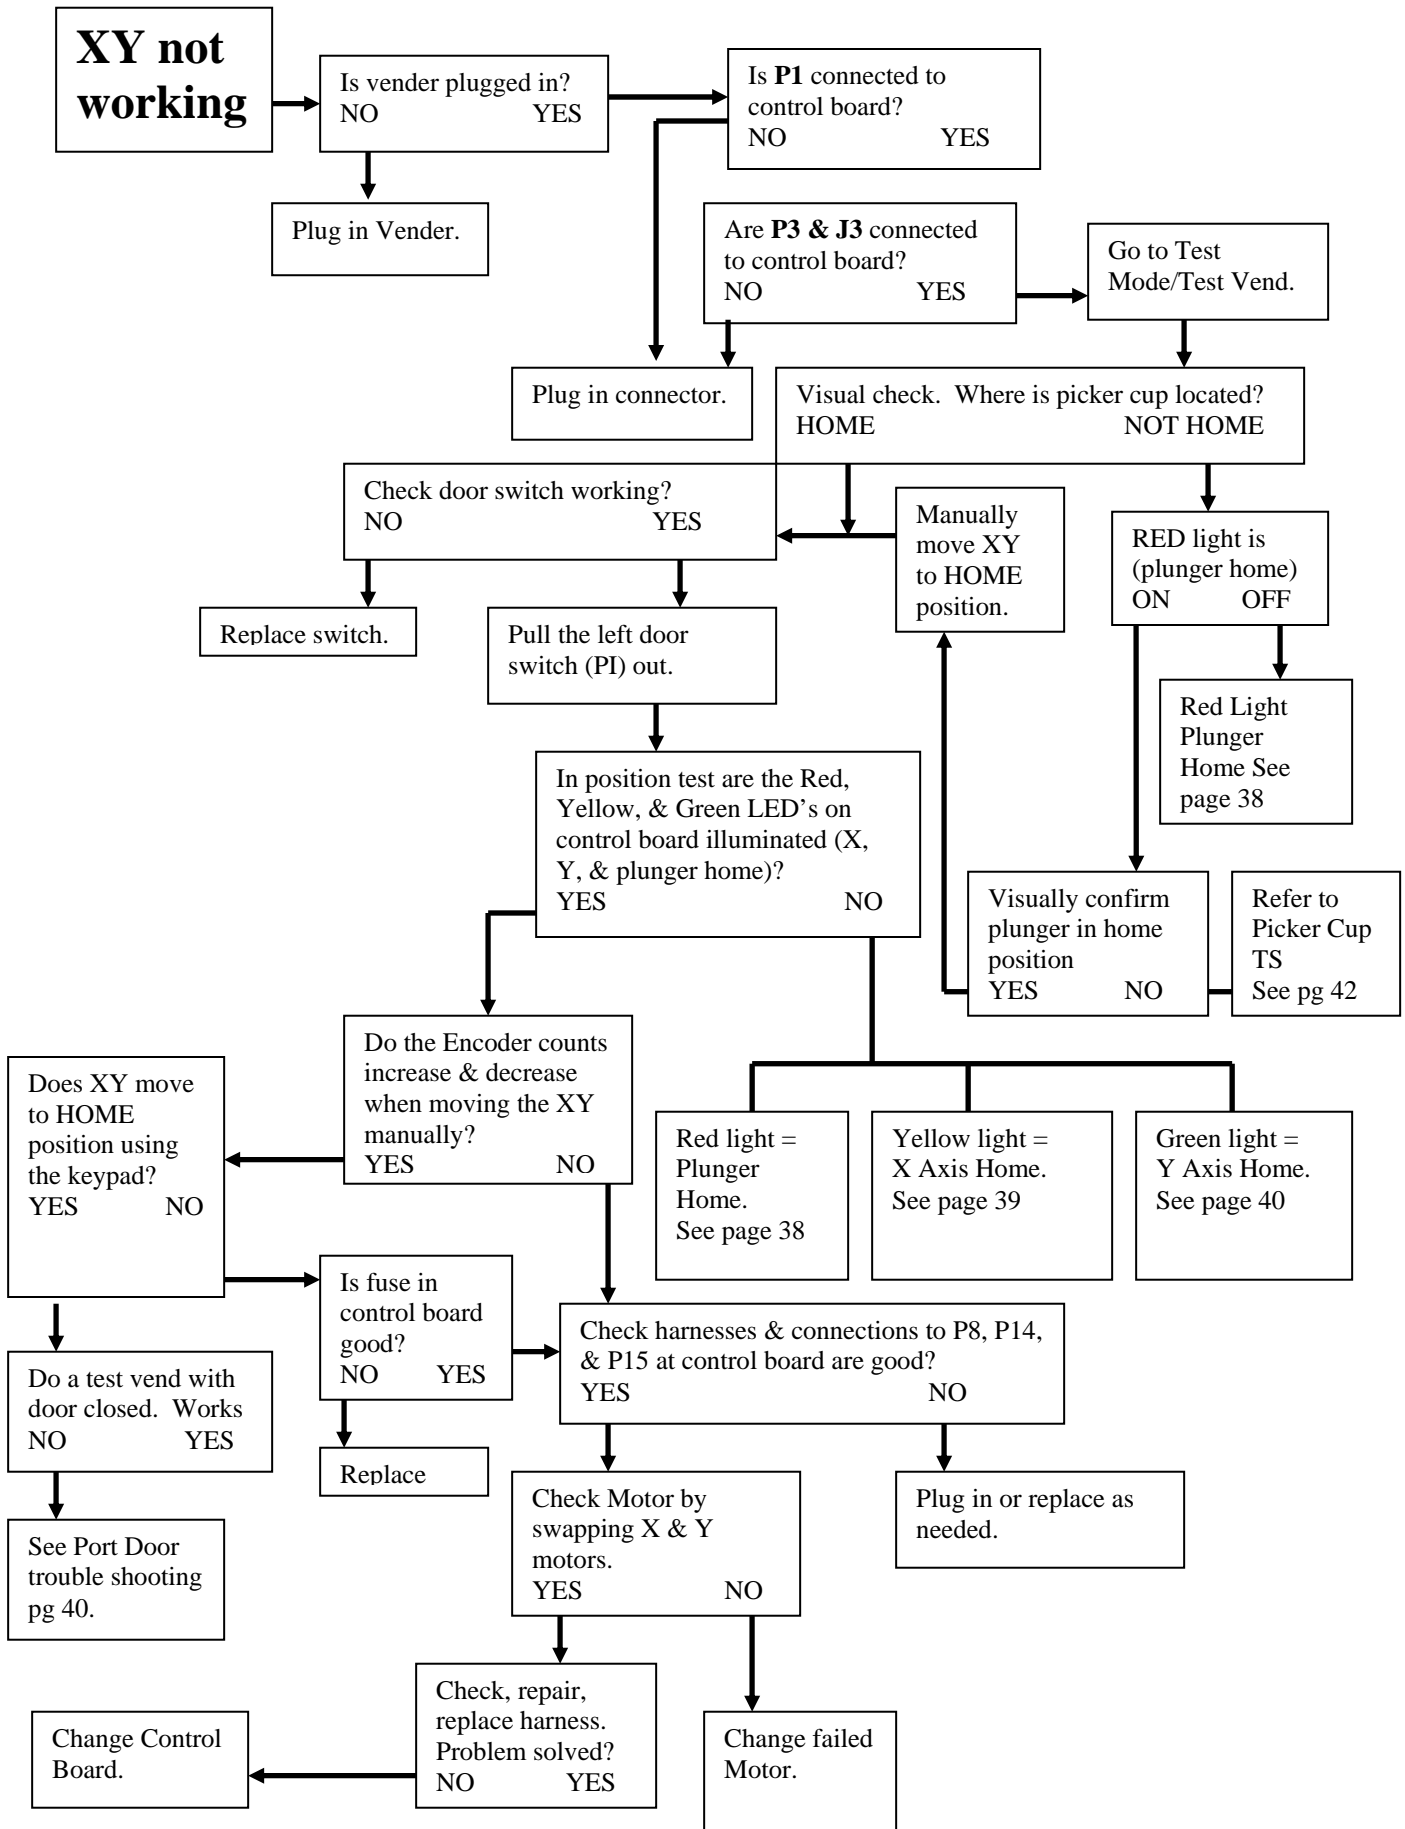 XY not
working
Is vender plugged in?
NO YES
Is P1 connected to
control board?
NO YES
Plug in Vender.
Are P3 & J3 connected
to control board?
NO YES
Go to Test
Mode/Test Vend.
Plug in connector.
Visual check. Where is picker cup located?
HOME NOT HOME
Check door switch working?
NO YES
Manually
move XY
to HOME
position.
RED light is
(plunger home)
ON OFF
Replace switch.
Pull the left door
switch (PI) out.
Red Light
Plunger
Home See
page 38
In position test are the Red,
Yellow, & Green LED’s on
control board illuminated (X,
Y, & plunger home)?
YES NO
Visually confirm
plunger in home
position
YES NO
Refer to
Picker Cup
TS
See pg 42
Do the Encoder counts
increase & decrease
when moving the XY
manually?
YES NO
Does XY move
to HOME
position using
the keypad?
YES NO
Red light =
Plunger
Home.
See page 38
Yellow light =
X Axis Home.
See page 39
Green light =
Y Axis Home.
See page 40
Is fuse in
control board
good?
NO YES
Check harnesses & connections to P8, P14,
& P15 at control board are good?
YES NO
Do a test vend with
door closed. Works
NO YES
Replace
Check Motor by
swapping X & Y
motors.
YES NO
Plug in or replace as
needed.
See Port Door
trouble shooting
pg 40.
Check, repair,
replace harness.
Problem solved?
NO YES
Change Control
Board.
Change failed
Motor.